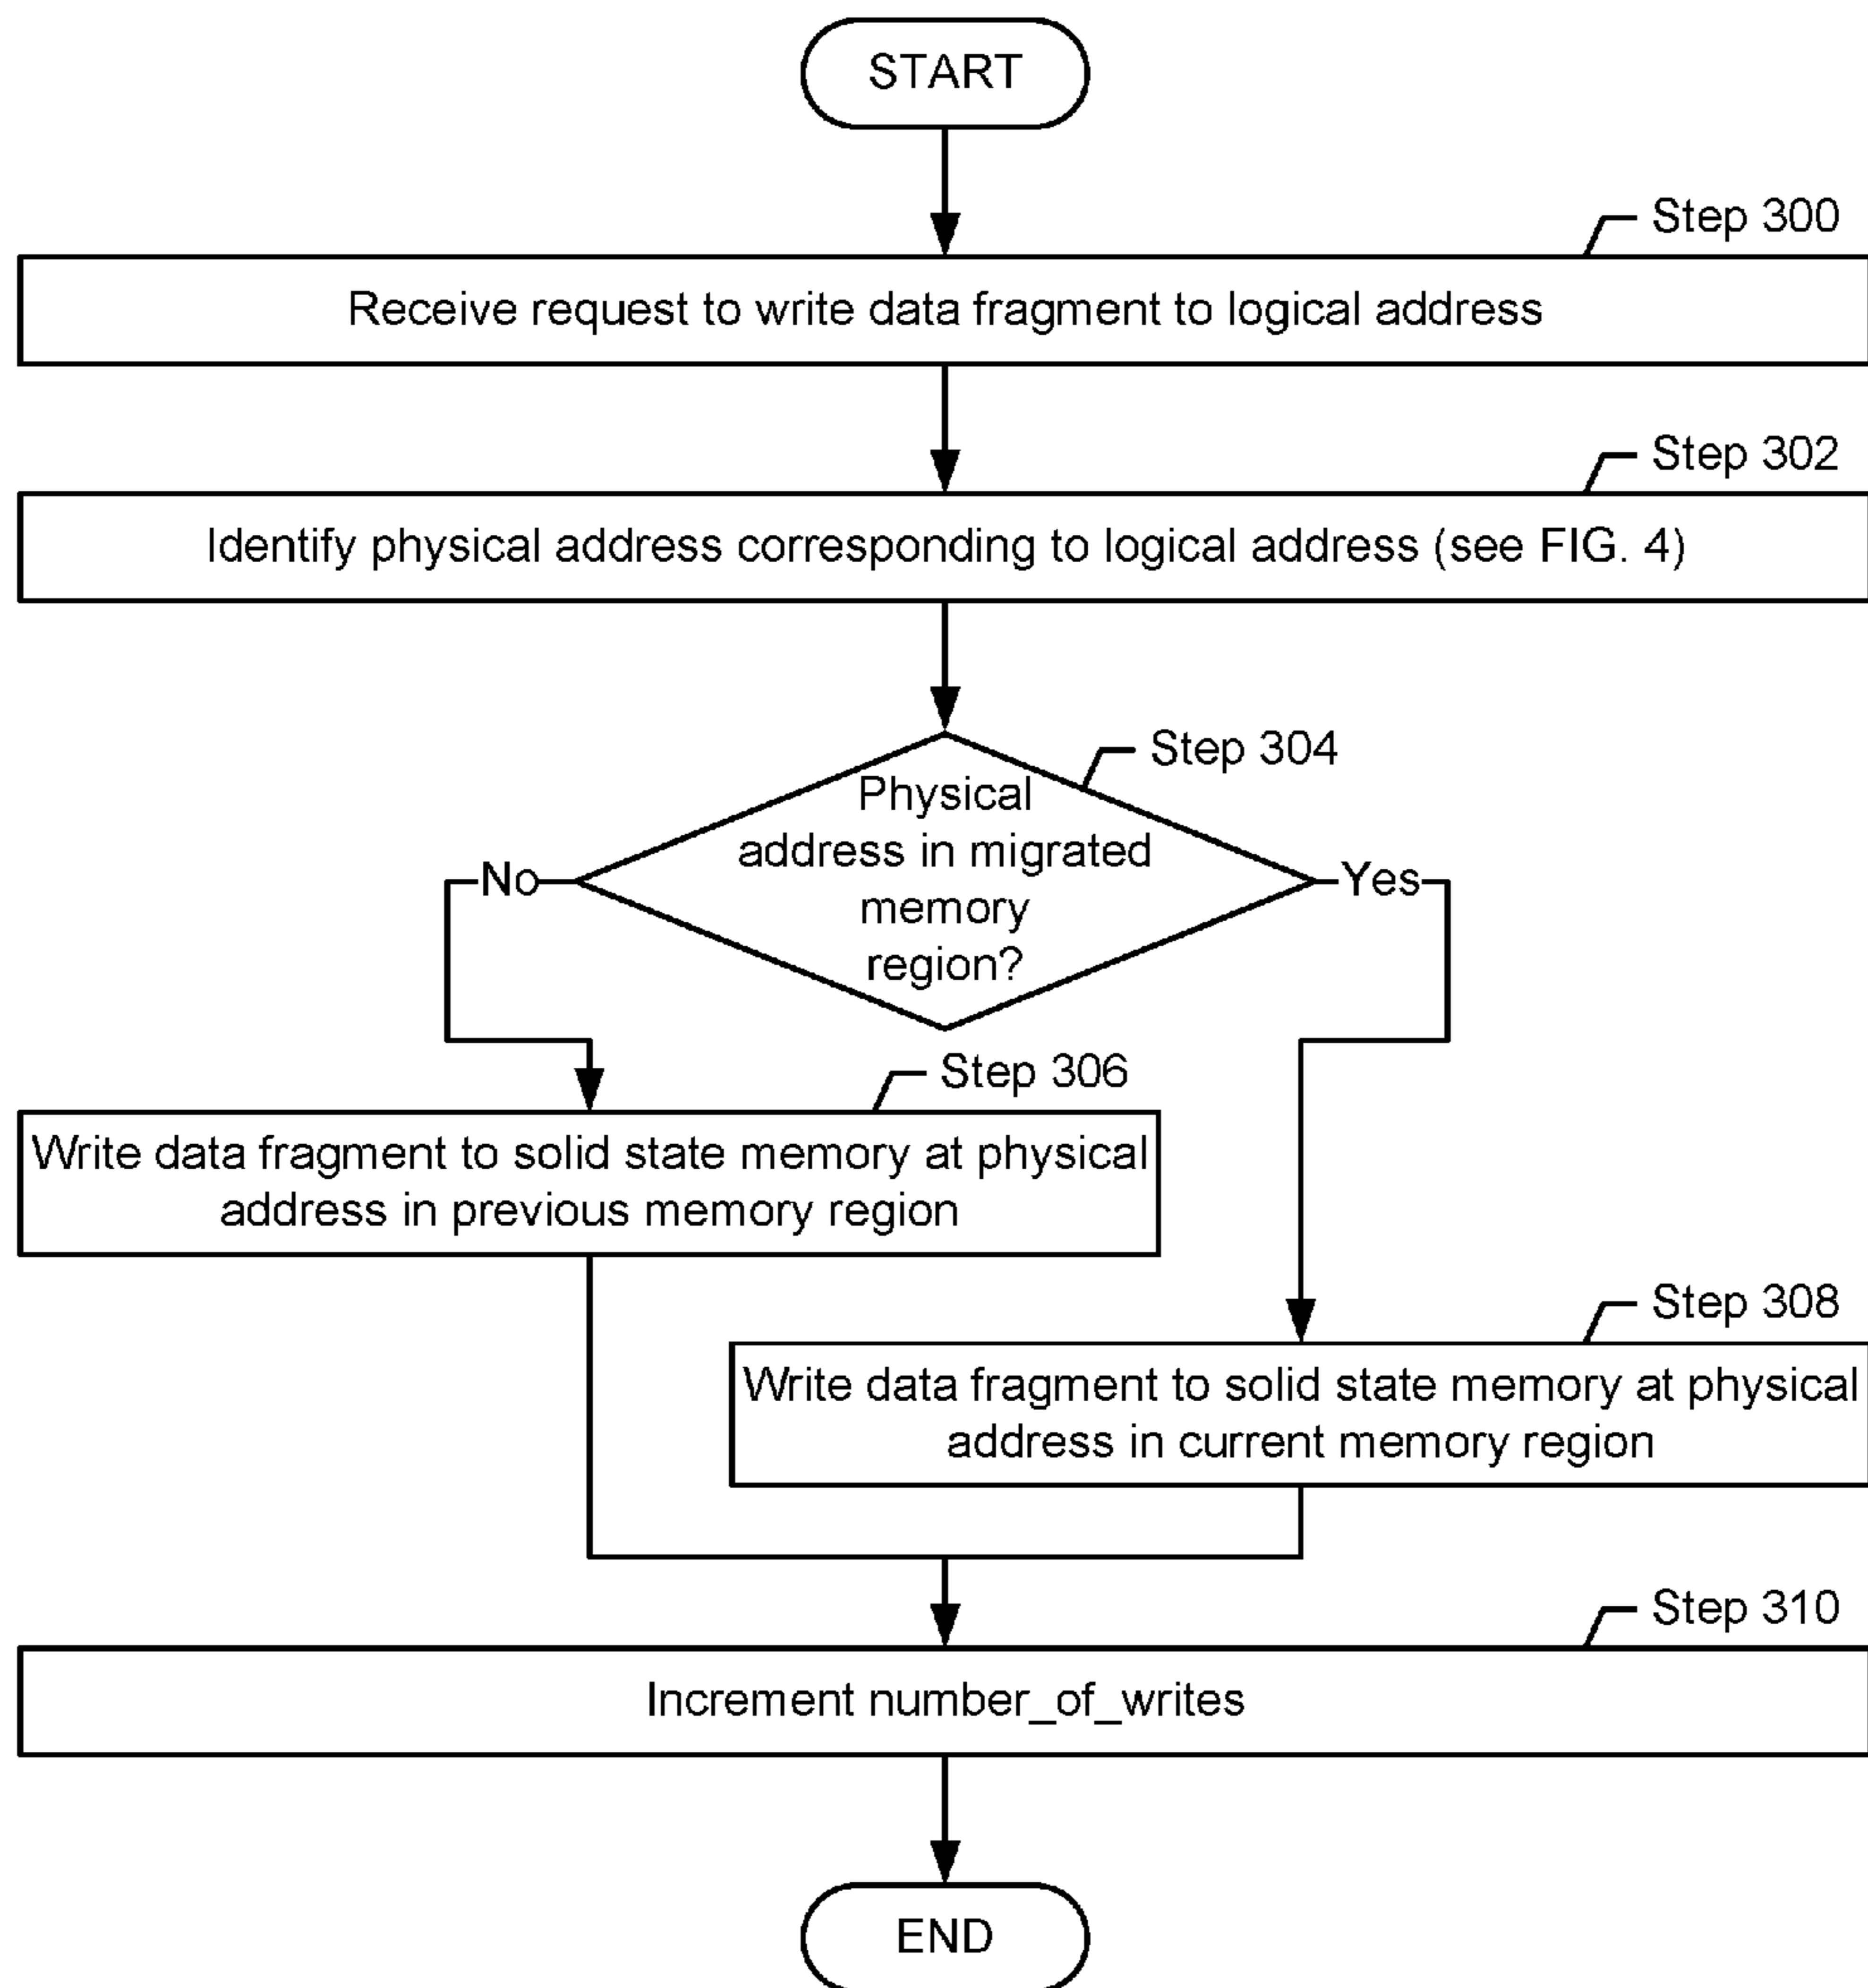 START
Step 300
Receive request to write data fragment to logical address
Step 302
Identify physical address corresponding to logical address (see FIG. 4)
Step 304
Physical
address in migrated
memory
region?
No
Yes
Step 306
Write data fragment to solid state memory at physical
address in previous memory region
Step 308
Write data fragment to solid state memory at physical
address in current memory region
Step 310
Increment number_of_writes
END